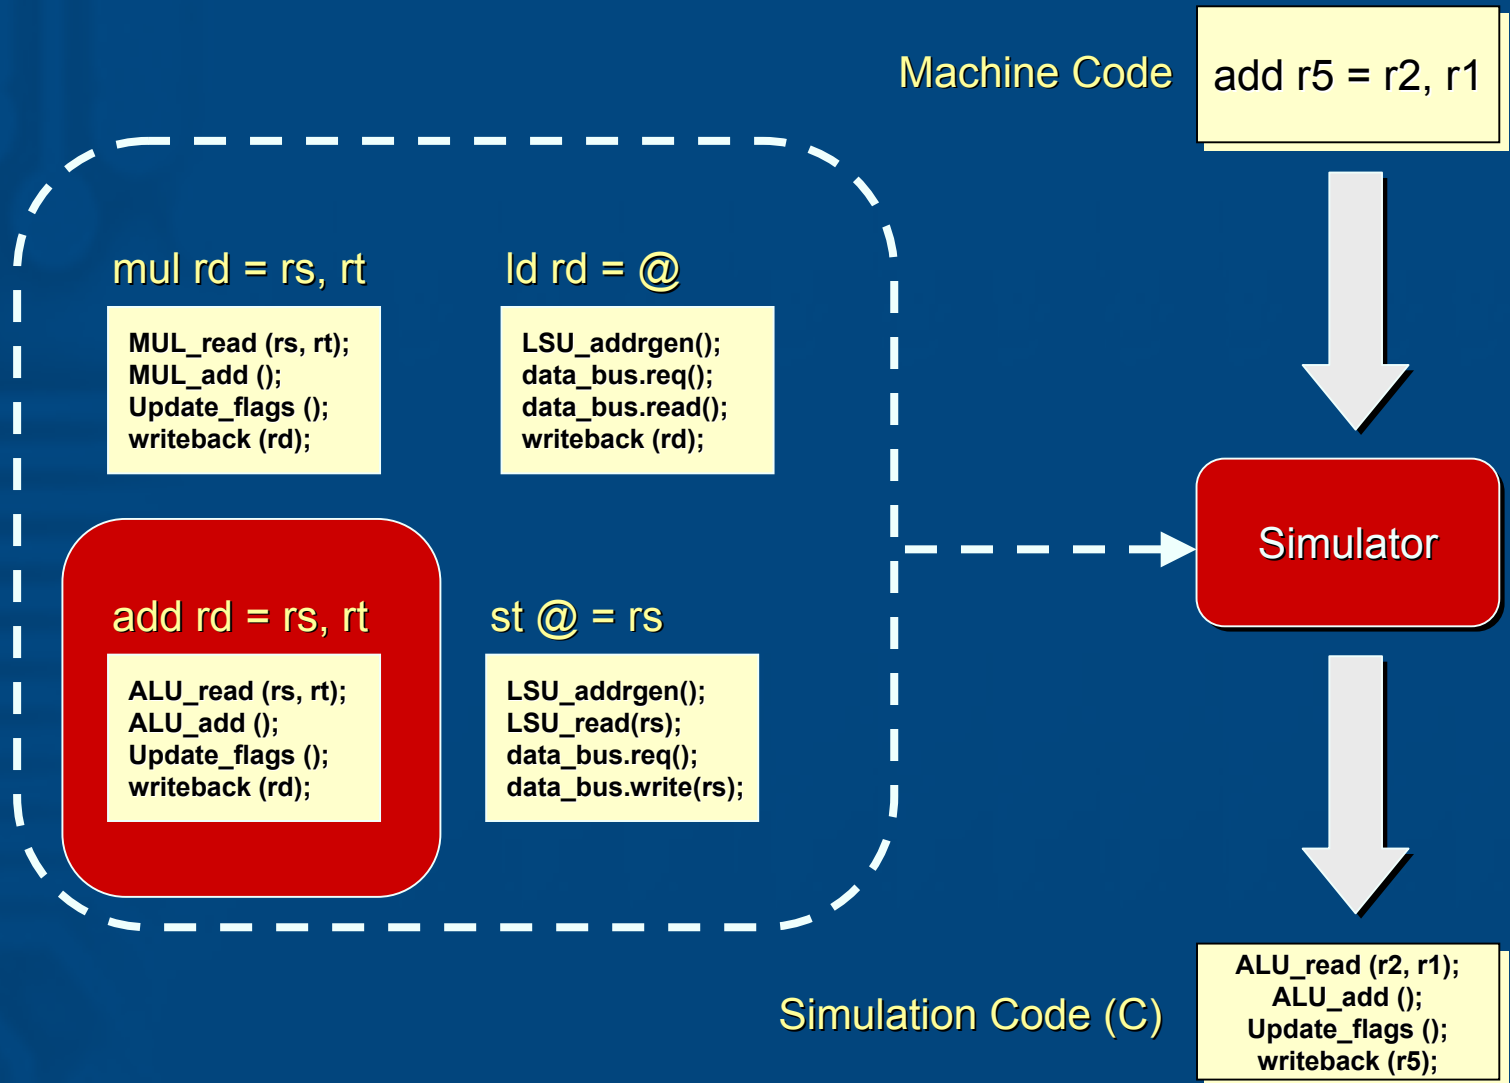 Machine Code
add r5 = r2, r1
mul rd = rs, rt
MUL_read (rs, rt);
MUL_add ();
Update_flags ();
writeback (rd);
ld rd = @
LSU_addrgen();
data_bus.req();
data_bus.read();
writeback (rd);
Simulator
add rd = rs, rt
ALU_read (rs, rt);
ALU_add ();
Update_flags ();
writeback (rd);
st @ = rs
LSU_addrgen();
LSU_read(rs);
data_bus.req();
data_bus.write(rs);
Simulation Code (C)
ALU_read (r2, r1);
ALU_add ();
Update_flags ();
writeback (r5);